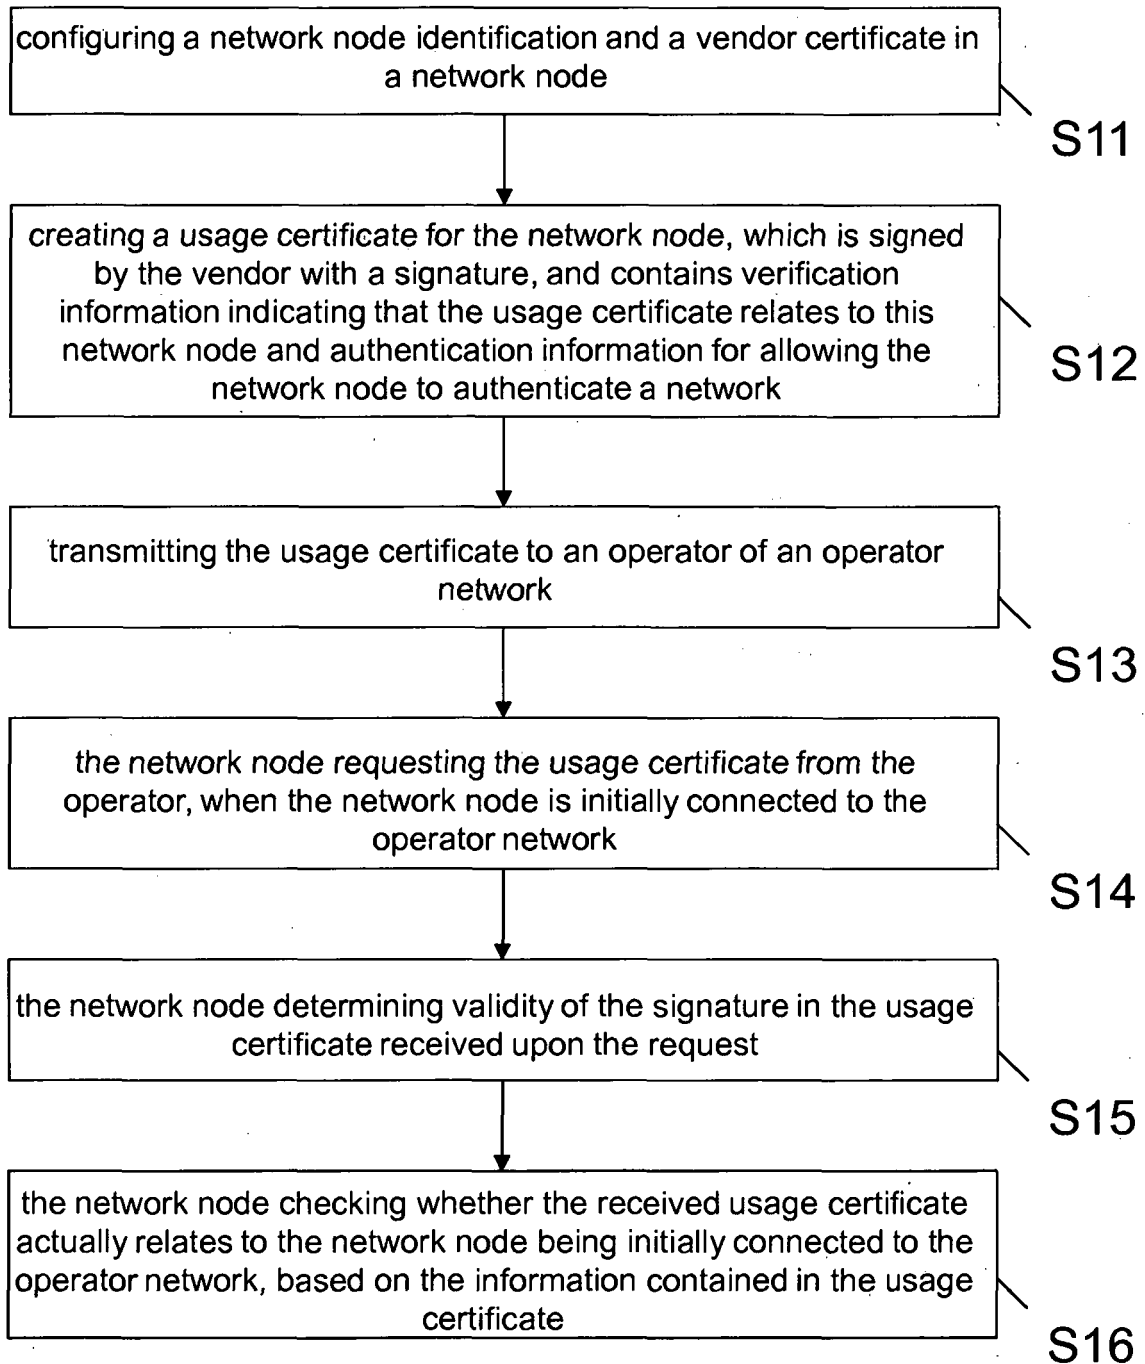 configuring a network node identification and a vendor certificate in
a network node
S11
creating a usage certificate for the network node, which is signed
by the vendor with a signature, and contains verification
information indicating that the usage certificate relates to this
network node and authentication information for allowing the
network node to authenticate a network
S12
transmitting the usage certificate to an operator of an operator
network
S13
the network node requesting the usage certificate from the
operator, when the network node is initially connected to the
operator network
S14
the network node determining validity of the signature in the usage
certificate received upon the request
S15
the network node checking whether the received usage certificate
actually relates to the network node being initially connected to the
operator network, based on the information contained in the usage
certificate
S16